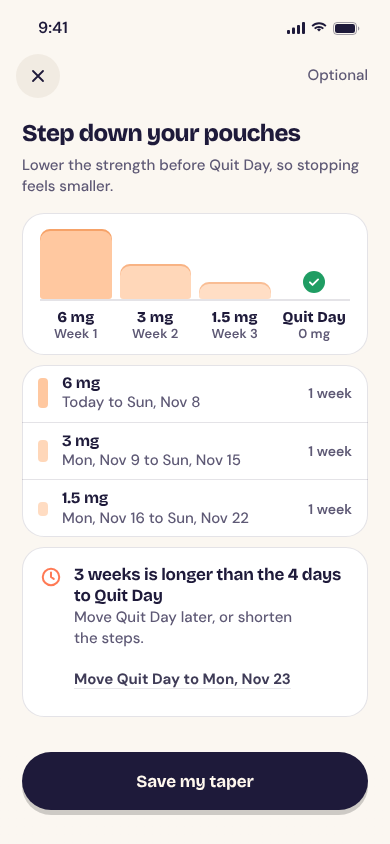 9:41
Optional
Step down your pouches
Lower the strength before Quit Day, so stopping
feels smaller.
6 mg
Week 1
3 mg
Week 2
1.5 mg
Week 3
Quit Day
0 mg
6 mg
Today to Sun, Nov 8
1 week
3 mg
Mon, Nov 9 to Sun, Nov 15
1 week
1.5 mg
Mon, Nov 16 to Sun, Nov 22
1 week
3 weeks is longer than the 4 days
to Quit Day
Move Quit Day later, or shorten
the steps.
Move Quit Day to Mon, Nov 23
Save my taper